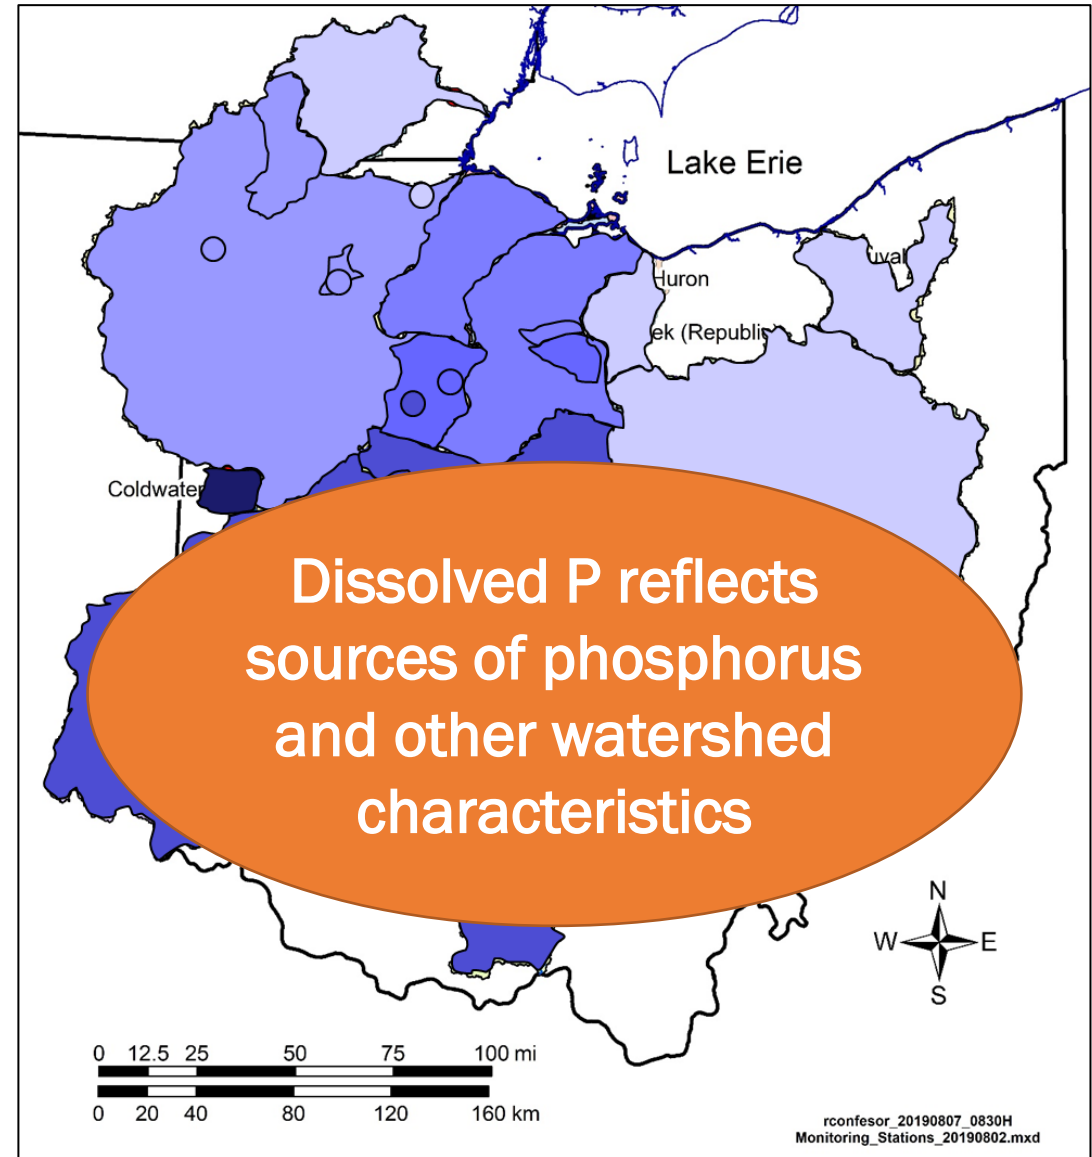 Lake Erie
Huron
Coldwater
Dissolved P reflects
sources of phosphorus
and other watershed
characteristics
N
W E
S
0 12.5 25 50 75 100 mi
0 20 40 80 120 160 km
rconfesor_20190807_0830H
Monitoring_Stations_20190802.mxd